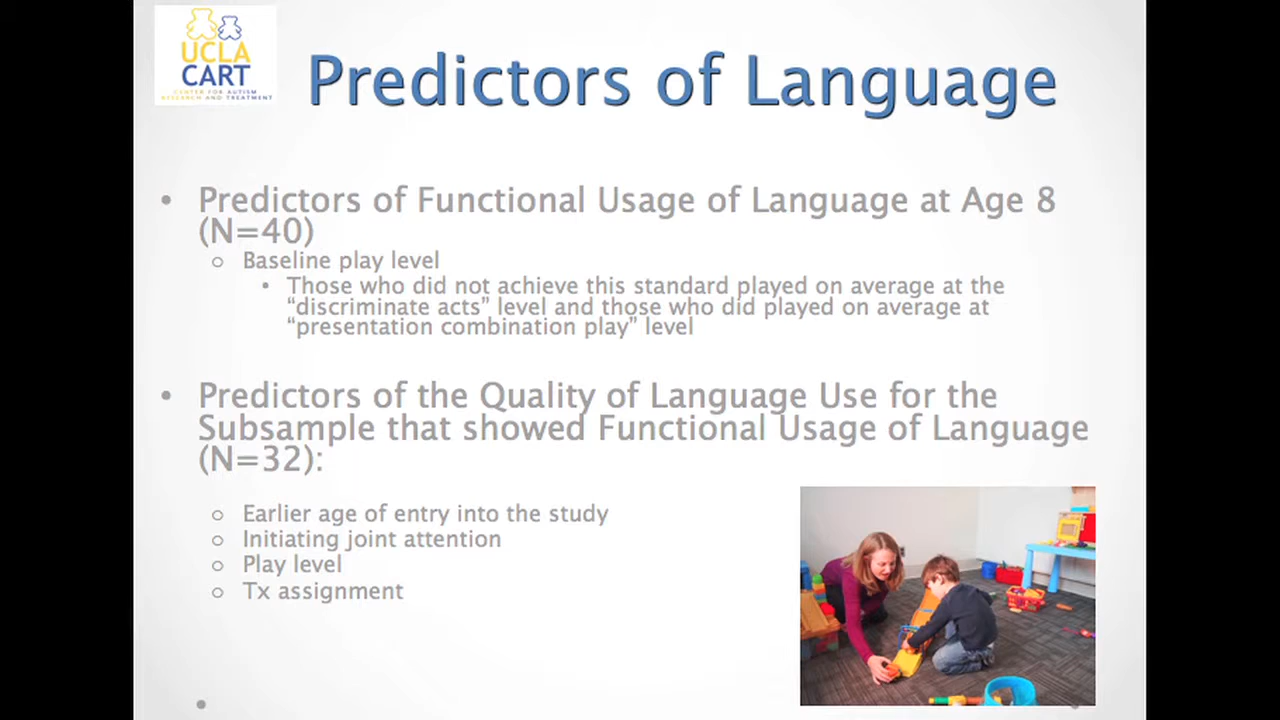 UCLA
CART
CENTER FOR AUTISM
RESEARCH AND TREATMENT
Predictors of Language
• Predictors of Functional Usage of Language at Age 8
(N=40)
○ Baseline play level
• Those who did not achieve this standard played on average at the
“discriminate acts” level and those who did played on average at
“presentation combination play” level
• Predictors of the Quality of Language Use for the
Subsample that showed Functional Usage of Language
(N=32):
○ Earlier age of entry into the study
○ Initiating joint attention
○ Play level
○ Tx assignment